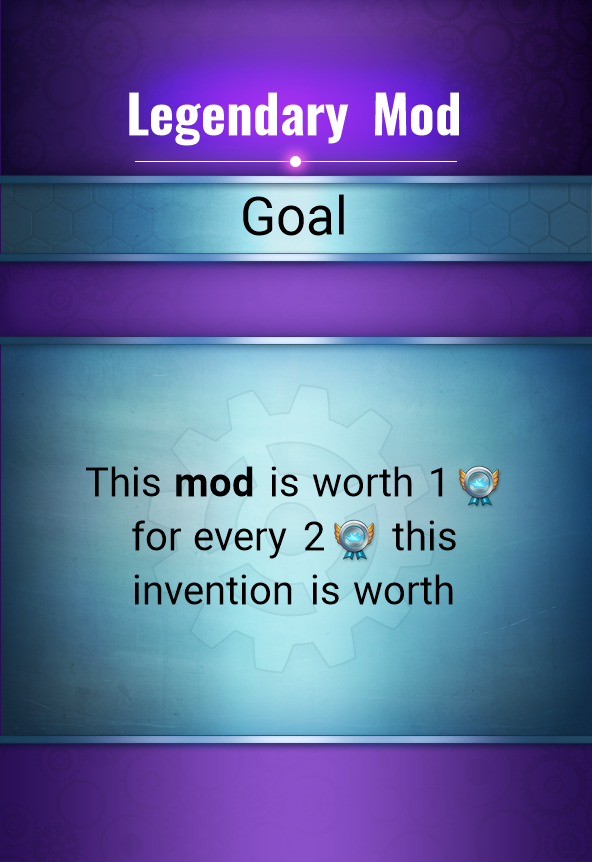 Legendary Mod
Goal
This mod is worth 1
for every 2 this
invention is worth